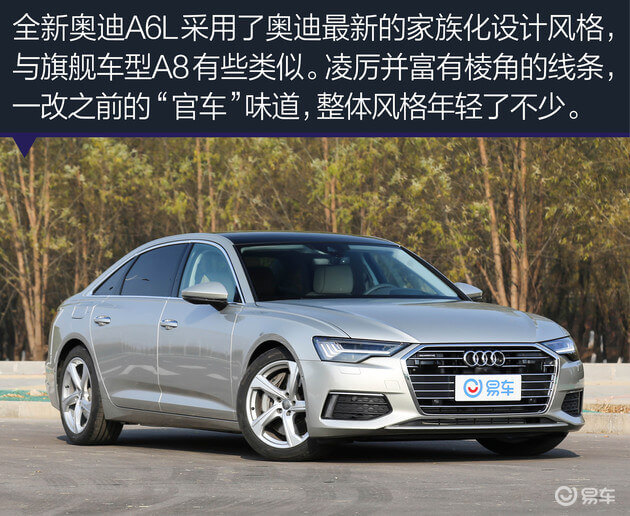 全新奥迪A6L采用了奥迪最新的家族化设计风格，
与旗舰车型A8有些类似。凌厉并富有棱角的线条，
一改之前的“官车”味道，整体风格年轻了不少。
易车
易车